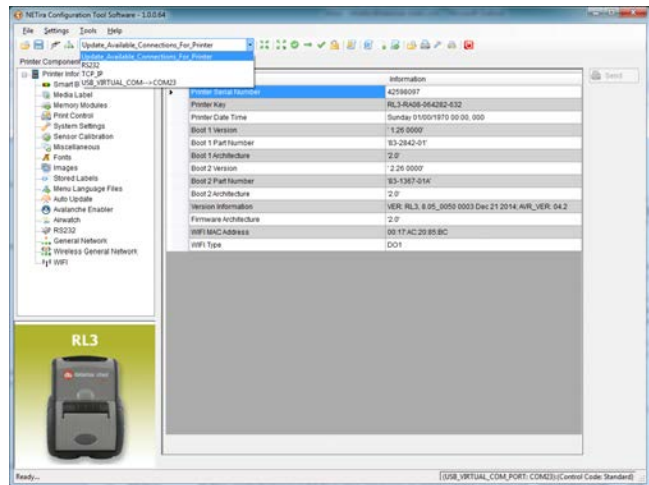 NETira Configuration Tool Software - 1.0.0.64
File Settings Tools Help
Update_Available_Connections_For_Printer
Update_Available_Connections_For_Printer
RS232
TCP_IP
USB_VIRTUAL_COM-->COM23
Printer Component
Printer Infor
Smart B
Media Label
Memory Modules
Print Control
System Settings
Sensor Calibration
Miscellaneous
Fonts
Images
Stored Labels
Menu Language Files
Auto Update
Avalanche Enabler
Airwatch
RS232
General Network
Wireless General Network
WIFI
Information
Send
Printer Serial Number 42598097
Printer Key RL3-RA08-064282-832
Printer Date Time Sunday 01/00/1970 00:00, 000
Boot 1 Version '1.26 0000'
Boot 1 Part Number '83-2842-01'
Boot 1 Architecture '2.0'
Boot 2 Version '2.26 0000'
Boot 2 Part Number '83-1367-01A'
Boot 2 Architecture '2.0'
Version Information VER: RL3, 8.05_0050 0003 Dec 21 2014; AVR_VER: 04.2
Firmware Architecture '2.0'
WIFI MAC Address 00:17:AC:20:85:BC
WIFI Type DO1
RL3
Ready...
(USB_VIRTUAL_COM_PORT: COM23):(Control Code: Standard)